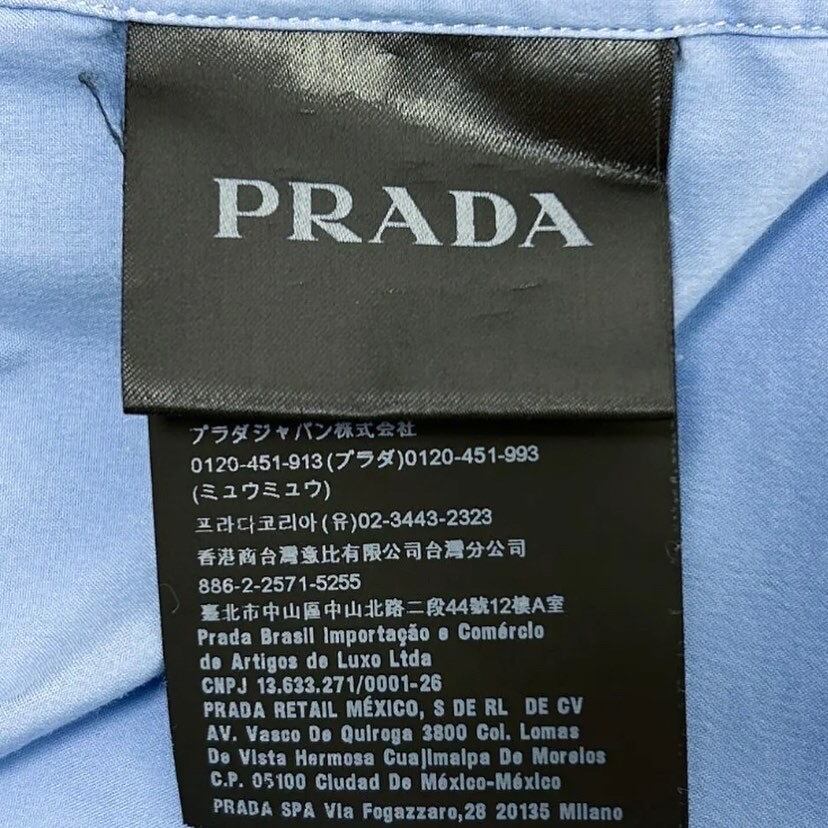 PRADA
プラダジャパン株式会社
0120-451-913(プラダ)0120-451-993
(ミュウミュウ)
프라다코리아(유)02-3443-2323
香港商台灣意比有限公司台灣分公司
886-2-2571-5255
臺北市中山區中山北路二段44號12樓A室
Prada Brasil Importação e Comércio
de Artigos de Luxo Ltda
CNPJ 13.633.271/0001-26
PRADA RETAIL MÉXICO, S DE RL DE CV
AV. Vasco De Quiroga 3800 Col. Lomas
De Vista Hermosa Cuajimalpa De Morelos
C.P. 05100 Ciudad De México-México
PRADA SPA Via Fogazzaro,28 20135 Milano